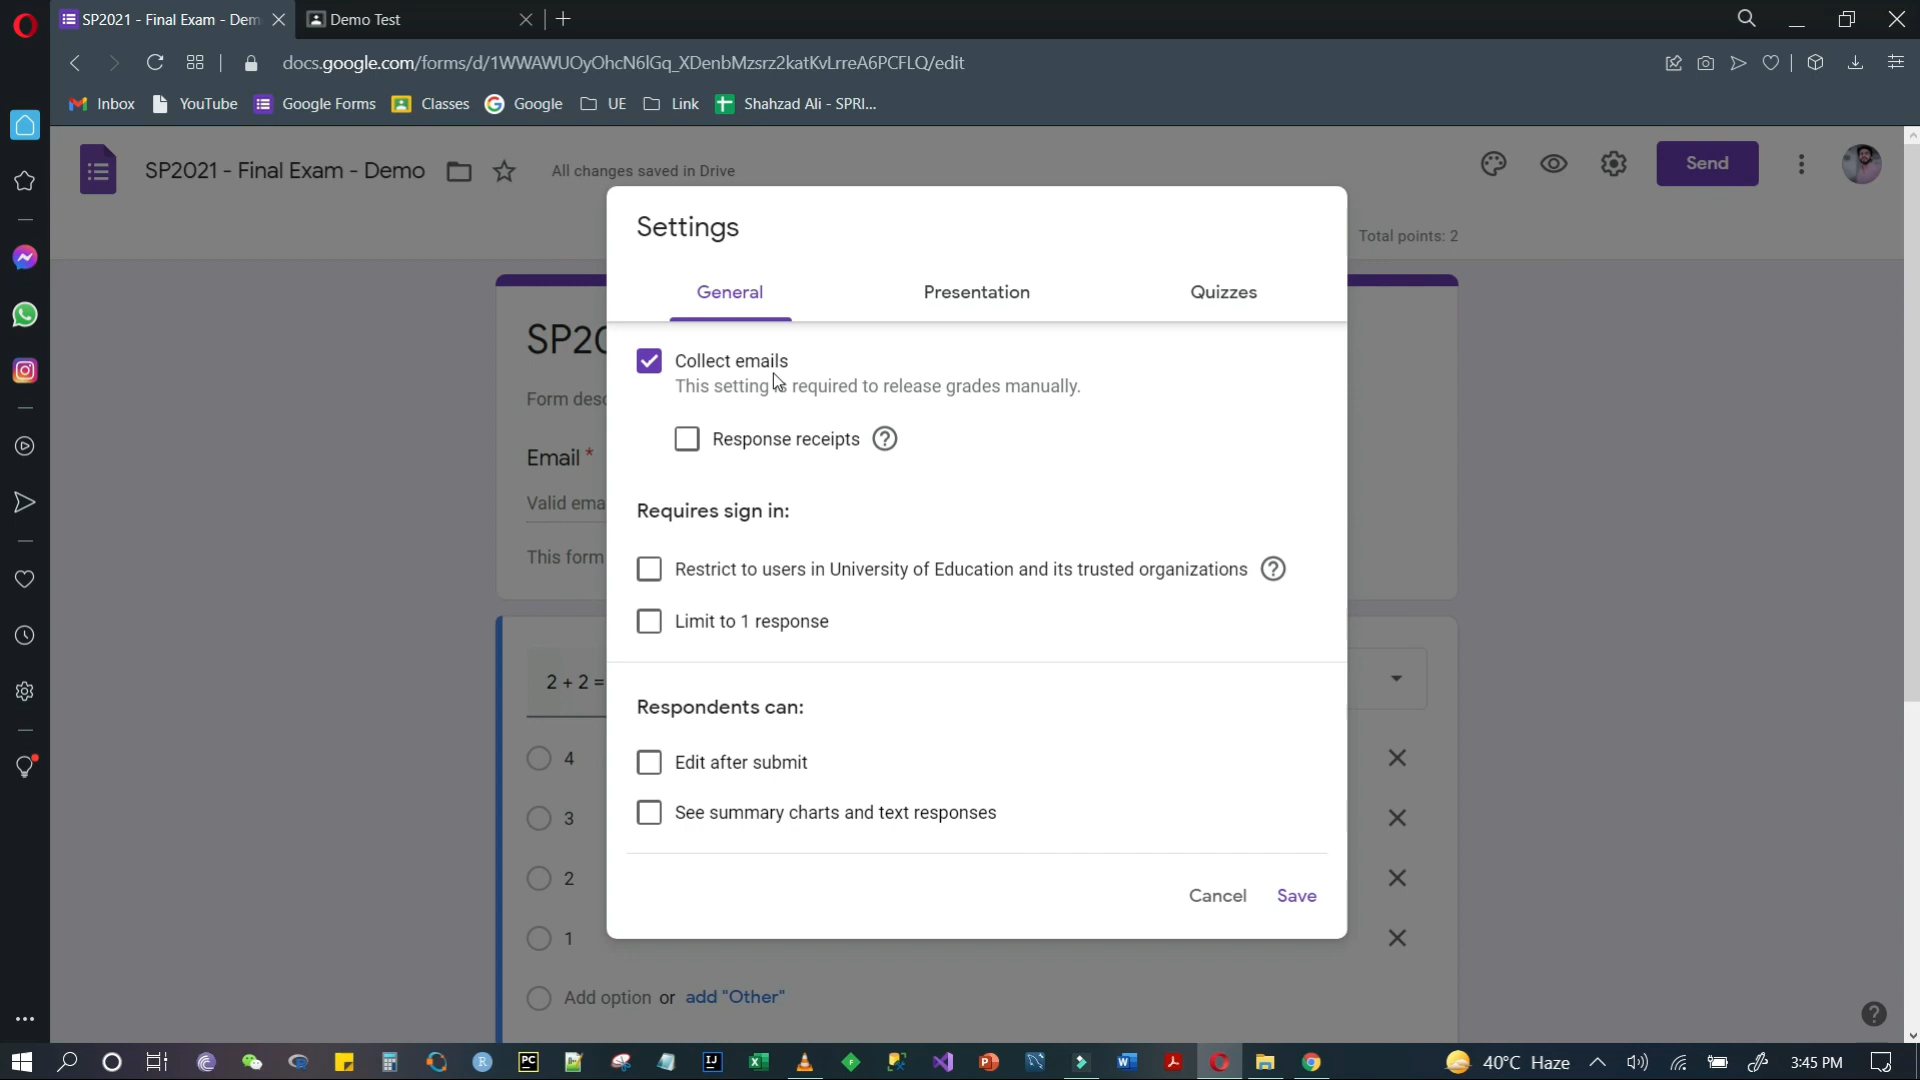 SP2021 - Final Exam - Dem
Demo Test
docs.google.com/forms/d/1WWAWUOyOhcN6lGq_XDenbMzsrz2katKvLrreA6PCFLQ/edit
Inbox
YouTube
Google Forms
Classes
Google
UE
Link
Shahzad Ali - SPRI...
SP2021 - Final Exam - Demo
All changes saved in Drive
Send
Total points: 2
Settings
General
Presentation
Quizzes
SP20
Collect emails
This setting is required to release grades manually.
Form desc
Response receipts
Email *
Valid emai
Requires sign in:
This form
Restrict to users in University of Education and its trusted organizations
Limit to 1 response
2 + 2 =
Respondents can:
4
Edit after submit
3
See summary charts and text responses
2
Cancel
Save
1
Add option or add "Other"
40°C Haze
3:45 PM